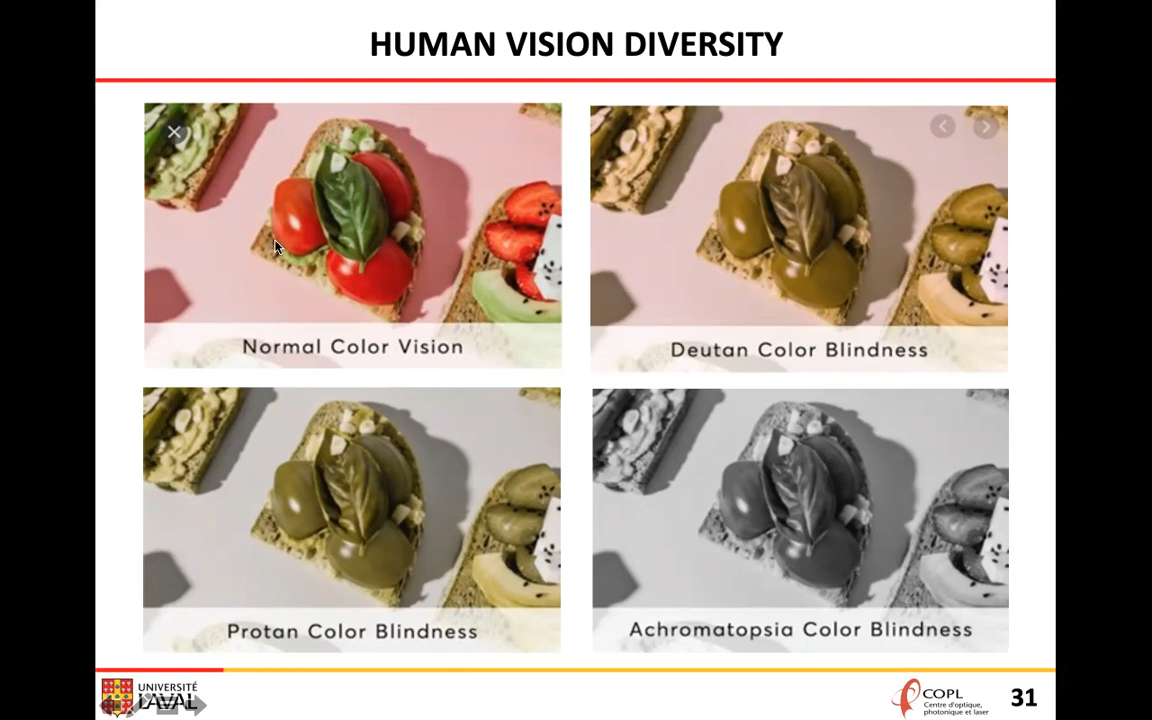 HUMAN VISION DIVERSITY
Normal Color Vision
Deutan Color Blindness
Protan Color Blindness
Achromatopsia Color Blindness
UNIVERSITÉ
LAVAL
COPL
Centre d'optique,
photonique et laser
31